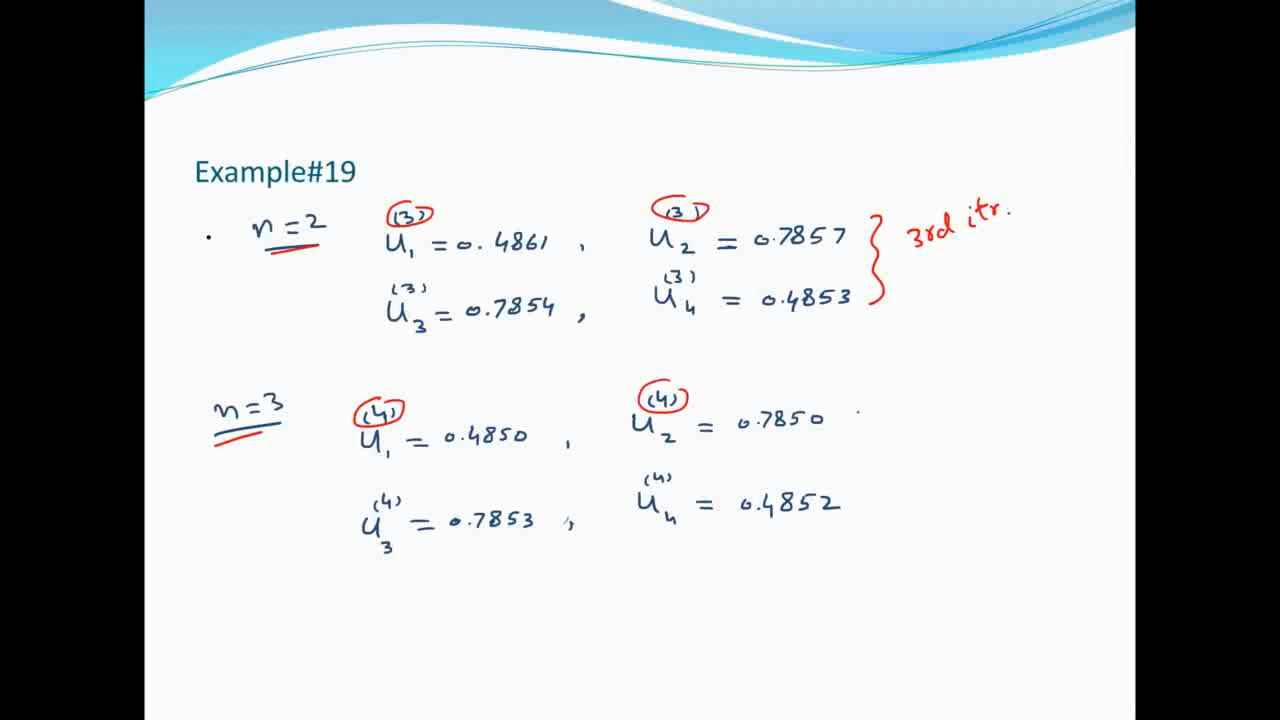 Example#19
n=2 u₁⁽³⁾ = 0.4861 , u₂⁽³⁾ = 0.7857 } 3rd itr.
u₃⁽³⁾ = 0.7854 , u₄⁽³⁾ = 0.4853
n=3 u₁⁽⁴⁾ = 0.4850 , u₂⁽⁴⁾ = 0.7850
u₃⁽⁴⁾ = 0.7853 , u₄⁽⁴⁾ = 0.4852